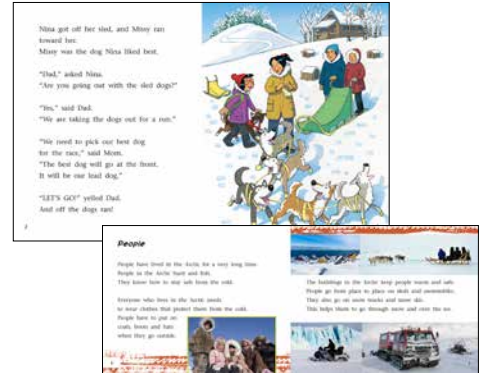 Nina got off her sled, and Missy ran
toward her.
Missy was the dog Nina liked best.
"Dad," asked Nina.
"Are you going out with the sled dogs?"
"Yes," said Dad.
"We are taking the dogs out for a run."
"We need to pick our best dog
for the race," said Mom.
"The best dog will go at the front.
It will be our lead dog."
"LET'S GO!" yelled Dad.
And off the dogs ran!
People
People have lived in the Arctic for a very long time.
People in the Arctic hunt and fish.
They know how to stay safe from the cold.
Everyone who lives in the Arctic needs
to wear clothes that protect them from the cold.
People have to put on
coats, boots and hats
when they go outside.
The buildings in the Arctic keep people warm and safe.
People go from place to place on sleds and snowmobiles.
They also go on snow trucks and snow skis.
This helps them to go through snow and over the ice.